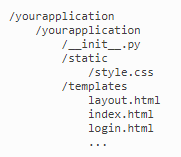 /yourapplication
    /yourapplication
        /__init__.py
        /static
            /style.css
        /templates
            layout.html
            index.html
            login.html
            ...